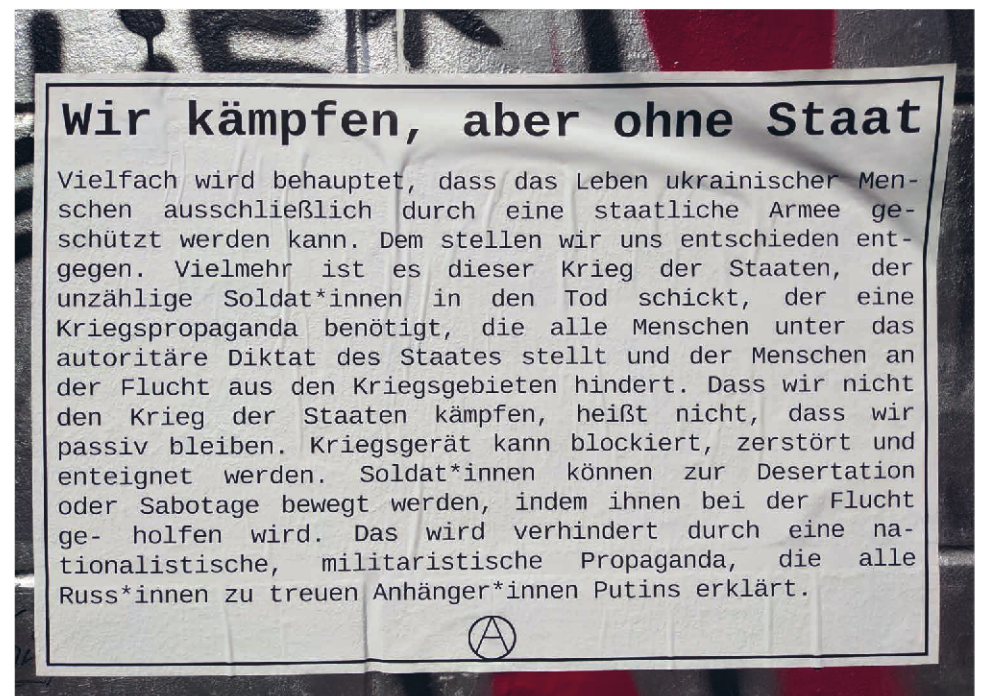 Wir kämpfen, aber ohne Staat
Vielfach wird behauptet, dass das Leben ukrainischer Men-
schen ausschließlich durch eine staatliche Armee ge-
schützt werden kann. Dem stellen wir uns entschieden ent-
gegen. Vielmehr ist es dieser Krieg der Staaten, der
unzählige Soldat*innen in den Tod schickt, der eine
Kriegspropaganda benötigt, die alle Menschen unter das
autoritäre Diktat des Staates stellt und der Menschen an
der Flucht aus den Kriegsgebieten hindert. Dass wir nicht
den Krieg der Staaten kämpfen, heißt nicht, dass wir
passiv bleiben. Kriegsgerät kann blockiert, zerstört und
enteignet werden. Soldat*innen können zur Desertation
oder Sabotage bewegt werden, indem ihnen bei der Flucht
ge- holfen wird. Das wird verhindert durch eine na-
tionalistische, militaristische Propaganda, die alle
Russ*innen zu treuen Anhänger*innen Putins erklärt.